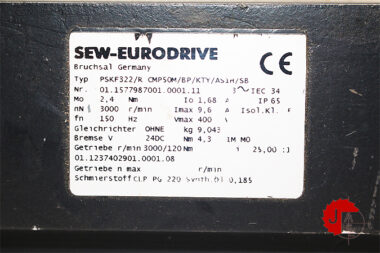 SEW-EURODRIVE
Bruchsal Germany
CE
Typ PSKF322/R CMP50M/BP/KTY/AS1H/SB
Nr. 01.1577987001.0001.11 3~IEC 34
Mo 2,4 Nm Io 1,68 A IP 65
nN 3000 r/min Imax 9,6 A Isol.Kl. F
fn 150 Hz Vmax 400 V
Gleichrichter OHNE kg 9,043
Bremse V 24DC Nm 4,3 IM MO
Getriebe r/min 3000/120 Nm i 25,00 :1
01.1237402901.0001.08
Getriebe n max r/min
Schmierstoff CLP PG 220 Synth.Öl 0,185